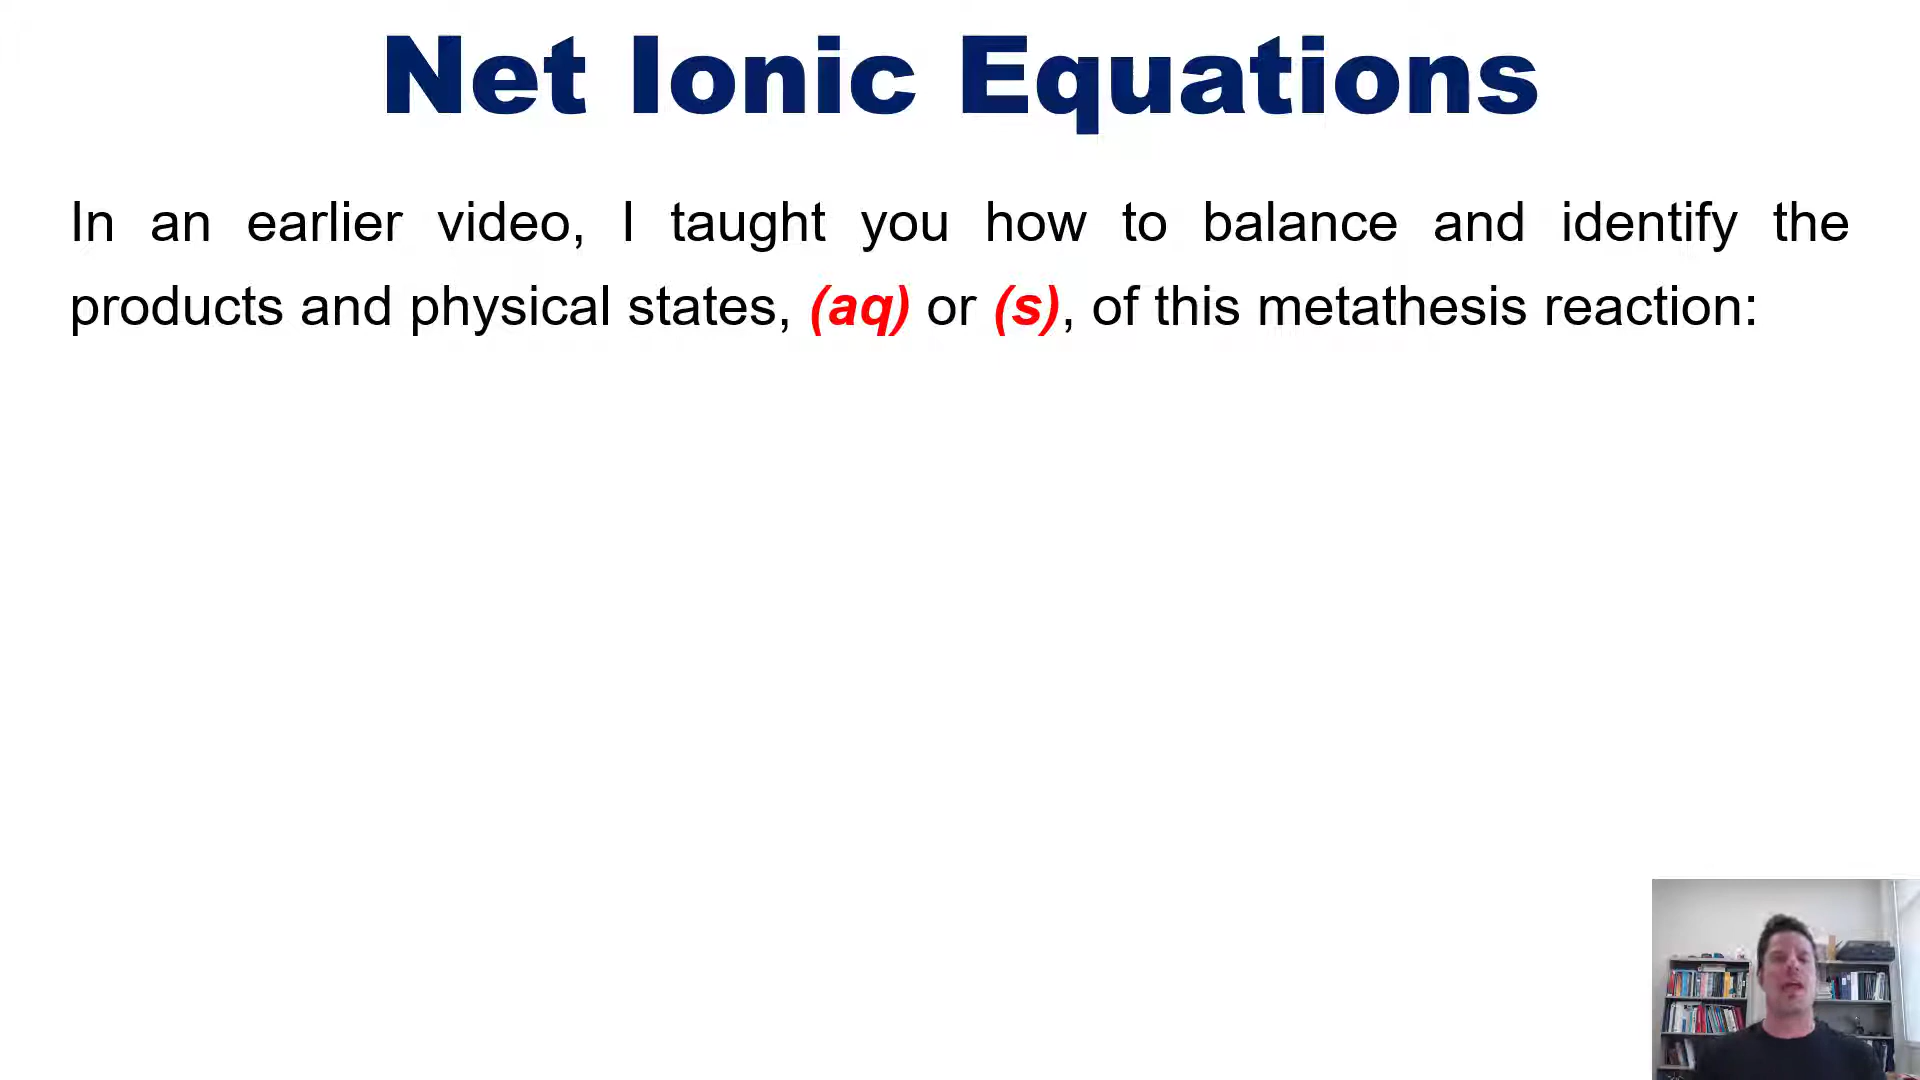 Net Ionic Equations
In an earlier video, I taught you how to balance and identify the
products and physical states, (aq) or (s), of this metathesis reaction: